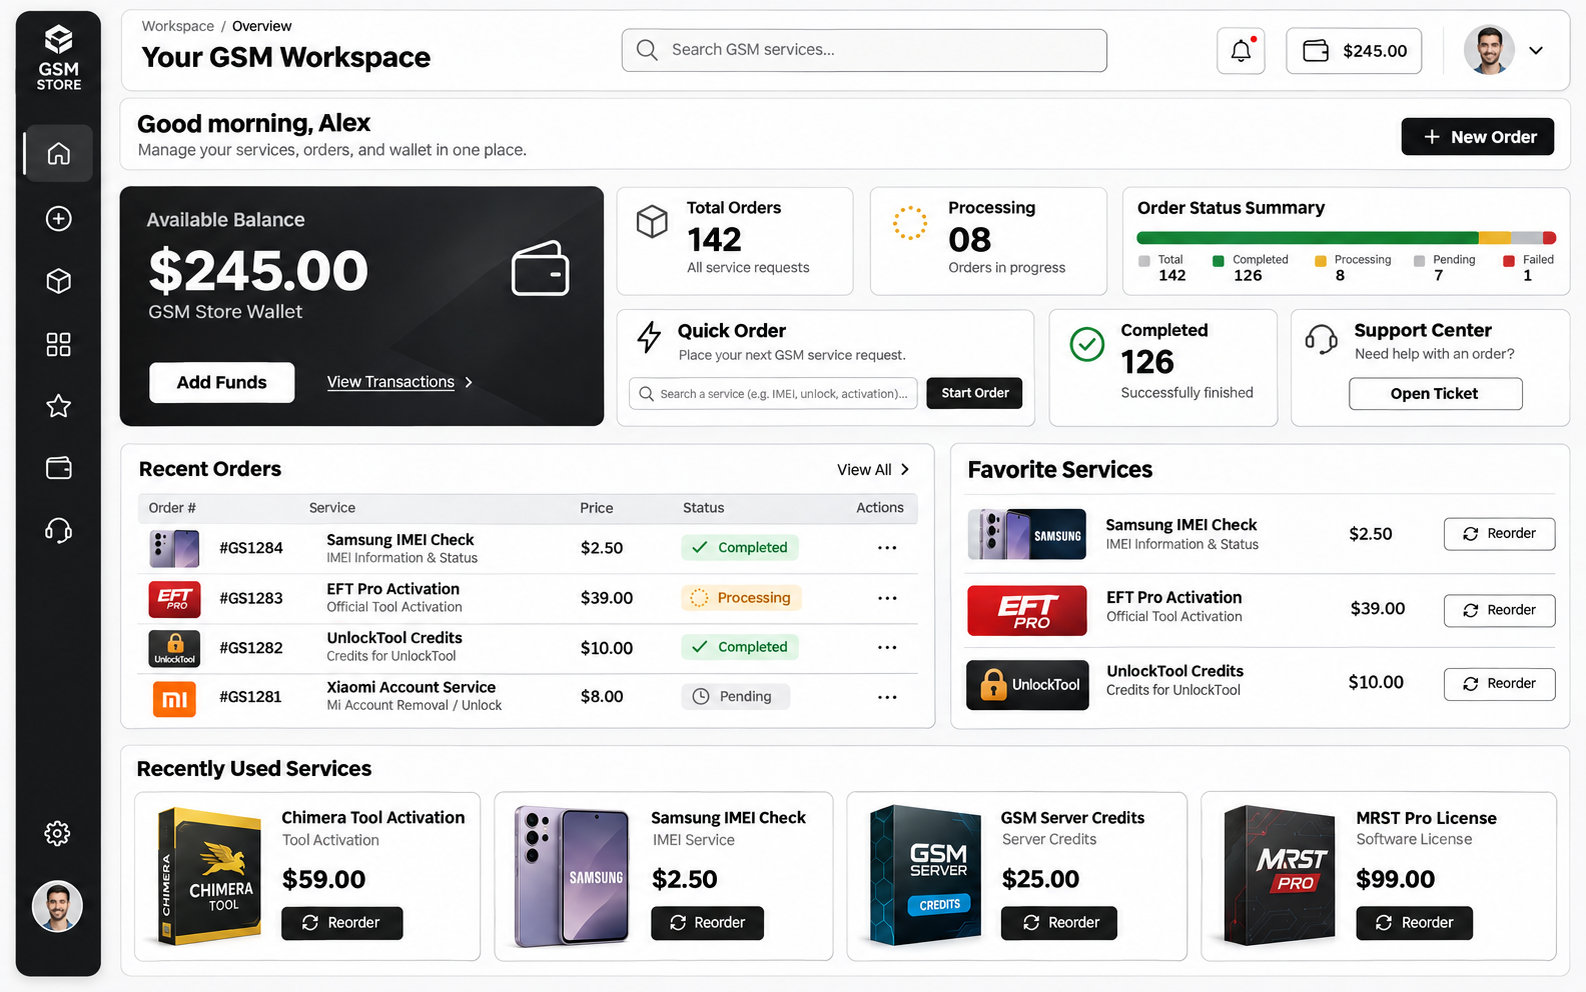 GSM
STORE
Workspace / Overview
Your GSM Workspace
Search GSM services...
$245.00
Good morning, Alex
Manage your services, orders, and wallet in one place.
+ New Order
Available Balance
$245.00
GSM Store Wallet
Add Funds
View Transactions
Total Orders
142
All service requests
Processing
08
Orders in progress
Order Status Summary
Total
142
Completed
126
Processing
8
Pending
7
Failed
1
Quick Order
Place your next GSM service request.
Search a service (e.g. IMEI, unlock, activation)...
Start Order
Completed
126
Successfully finished
Support Center
Need help with an order?
Open Ticket
Recent Orders
View All
Order # Service Price Status Actions
#GS1284 Samsung IMEI Check $2.50 Completed
IMEI Information & Status
EFT
PRO
#GS1283 EFT Pro Activation $39.00 Processing
Official Tool Activation
UnlockTool
#GS1282 UnlockTool Credits $10.00 Completed
Credits for UnlockTool
mi
#GS1281 Xiaomi Account Service $8.00 Pending
Mi Account Removal / Unlock
Favorite Services
SAMSUNG
Samsung IMEI Check $2.50 Reorder
IMEI Information & Status
EFT
PRO
EFT Pro Activation $39.00 Reorder
Official Tool Activation
UnlockTool
UnlockTool Credits $10.00 Reorder
Credits for UnlockTool
Recently Used Services
CHIMERA
CHIMERA
TOOL
Chimera Tool Activation
Tool Activation
$59.00
Reorder
SAMSUNG
Samsung IMEI Check
IMEI Service
$2.50
Reorder
GSM
SERVER
CREDITS
GSM Server Credits
Server Credits
$25.00
Reorder
MRST
PRO
MRST Pro License
Software License
$99.00
Reorder